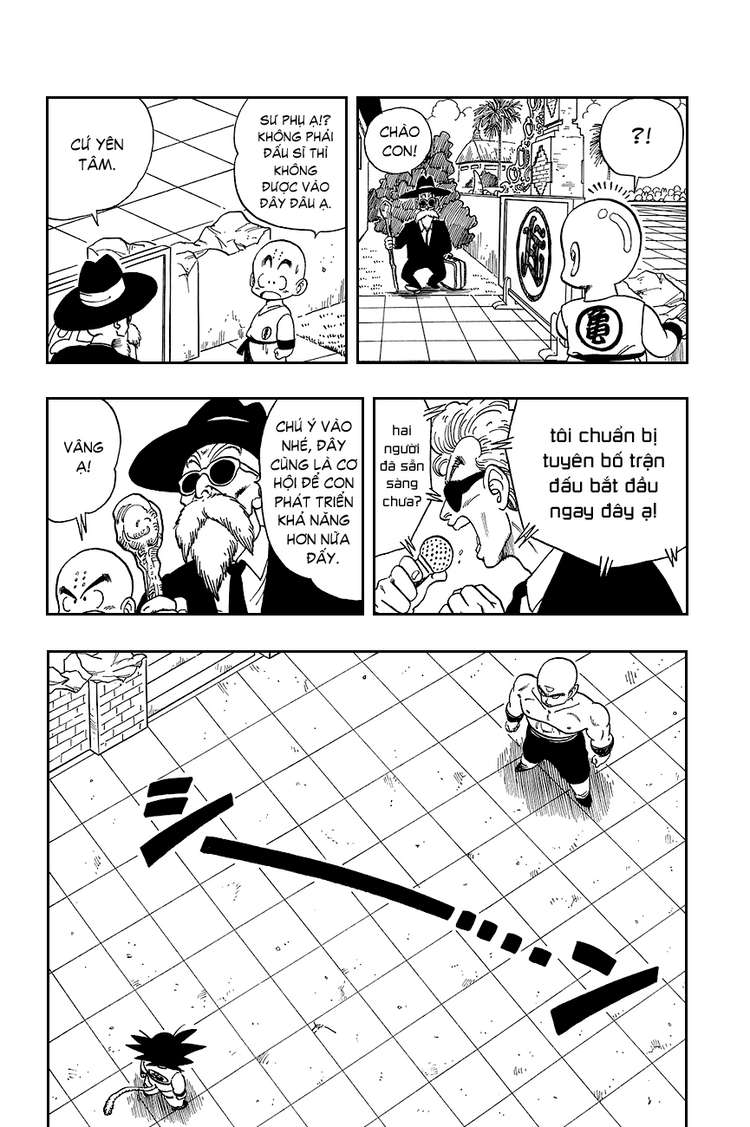 ?!
CHÀO
CON!
亀
SƯ PHỤ Ạ!?
KHÔNG PHẢI
ĐẤU SĨ THÌ
KHÔNG
ĐƯỢC VÀO
ĐÂY ĐÂU Ạ.
CỨ YÊN
TÂM.
tôi chuẩn bị
tuyên bố trận
đấu bắt đầu
ngay đây ạ!
hai
người
đã sẵn
sàng
chưa?
CHÚ Ý VÀO
NHÉ, ĐÂY
CŨNG LÀ CƠ
HỘI ĐỂ CON
PHÁT TRIỂN
KHẢ NĂNG
HƠN NỮA
ĐẤY.
VÂNG
Ạ!